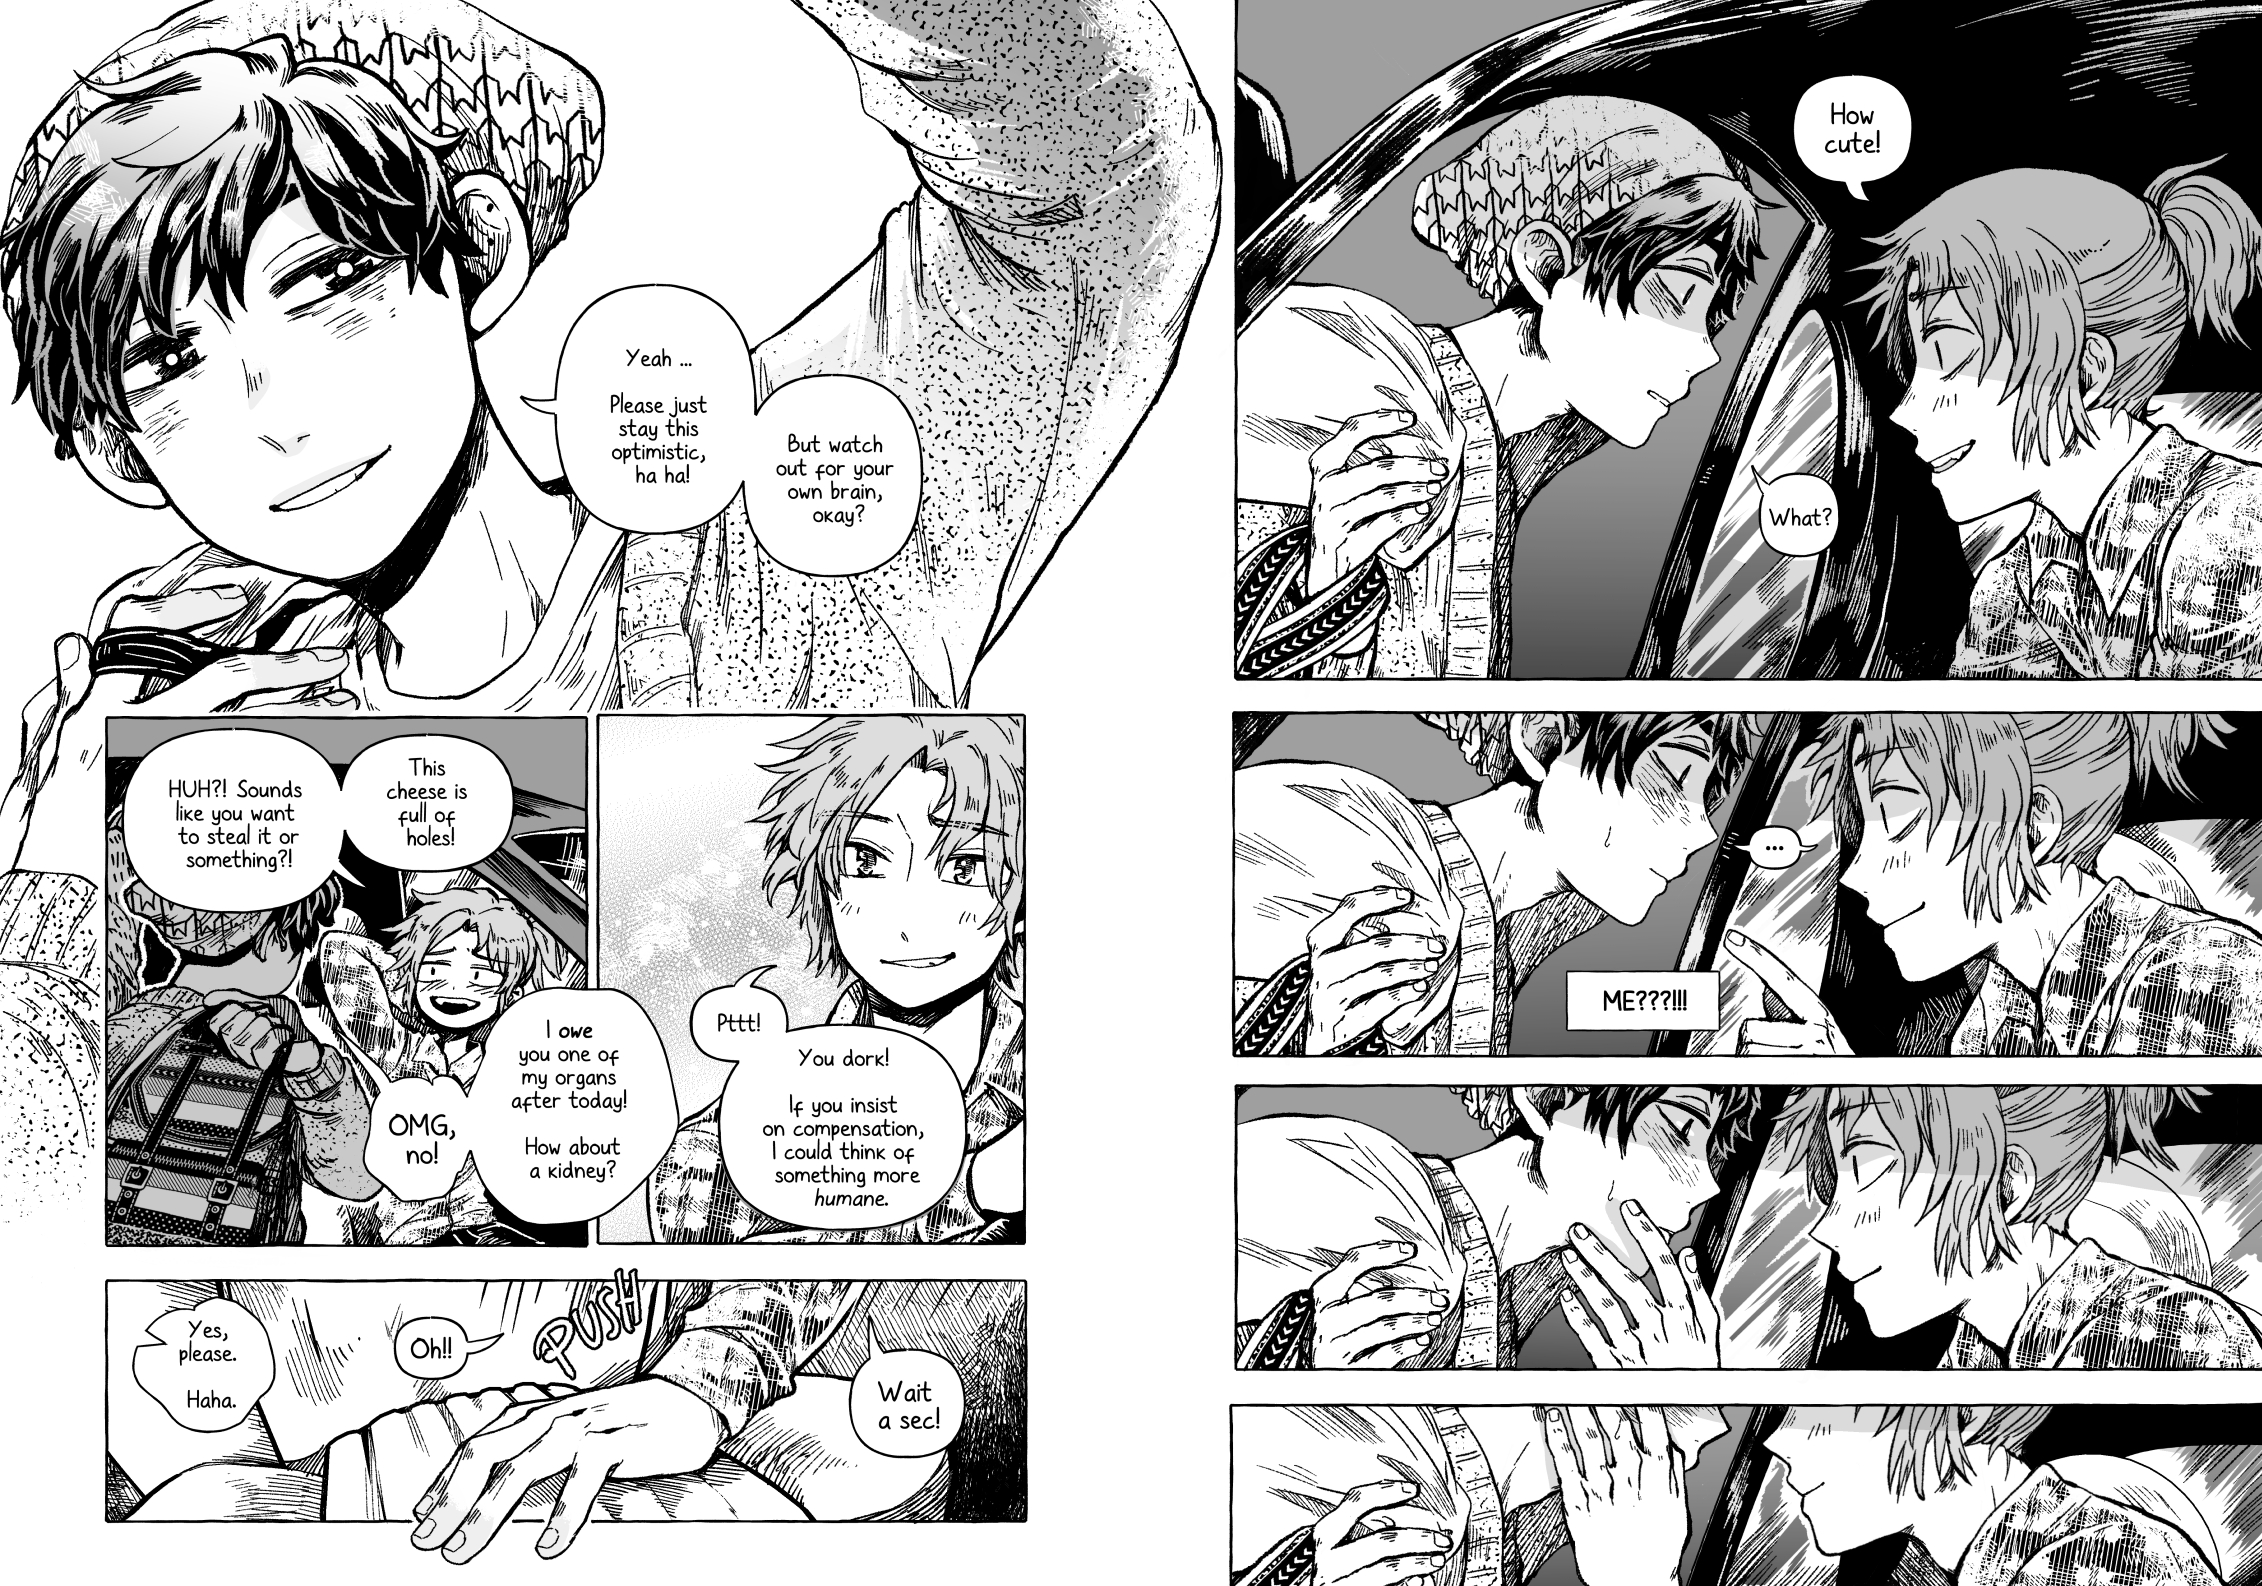 Yeah ...
Please just
stay this
optimistic,
ha ha!
But watch
out for your
own brain,
okay?
HUH?! Sounds
like you want
to steal it or
something?!
This
cheese is
full of
holes!
OMG,
no!
I owe
you one of
my organs
after today!
How about
a kidney?
Pttt!
You dork!
If you insist
on compensation,
I could think of
something more
humane.
Yes,
please.
Haha.
Oh!!
PUSH
Wait
a sec!
How
cute!
What?
...
ME???!!!